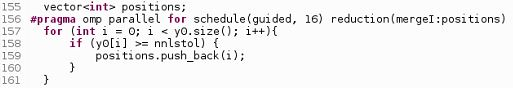 155 vector<int> positions;
156 #pragma omp parallel for schedule(guided, 16) reduction(mergeI:positions)
157 for (int i = 0; i < y0.size(); i++){
158 if (y0[i] >= nnlstol) {
159 positions.push_back(i);
160 }
161 }